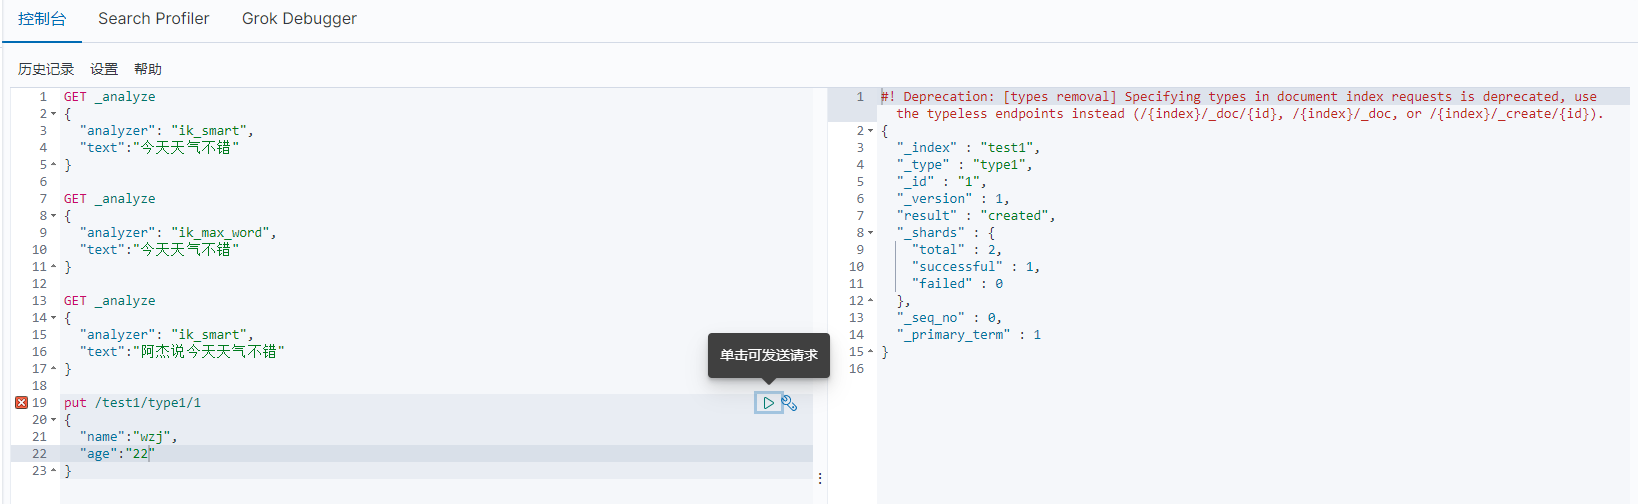 控制台 Search Profiler Grok Debugger
历史记录 设置 帮助
1 GET _analyze
2 {
3 "analyzer": "ik_smart",
4 "text":"今天天气不错"
5 }
6
7 GET _analyze
8 {
9 "analyzer": "ik_max_word",
10 "text":"今天天气不错"
11 }
12
13 GET _analyze
14 {
15 "analyzer": "ik_smart",
16 "text":"阿杰说今天天气不错"
17 }
18
19 put /test1/type1/1
20 {
21 "name":"wzj",
22 "age":"22"
23 }
单击可发送请求
1 #! Deprecation: [types removal] Specifying types in document index requests is deprecated, use
the typeless endpoints instead (/{index}/_doc/{id}, /{index}/_doc, or /{index}/_create/{id}).
2 {
3 "_index" : "test1",
4 "_type" : "type1",
5 "_id" : "1",
6 "_version" : 1,
7 "result" : "created",
8 "_shards" : {
9 "total" : 2,
10 "successful" : 1,
11 "failed" : 0
12 },
13 "_seq_no" : 0,
14 "_primary_term" : 1
15 }
16